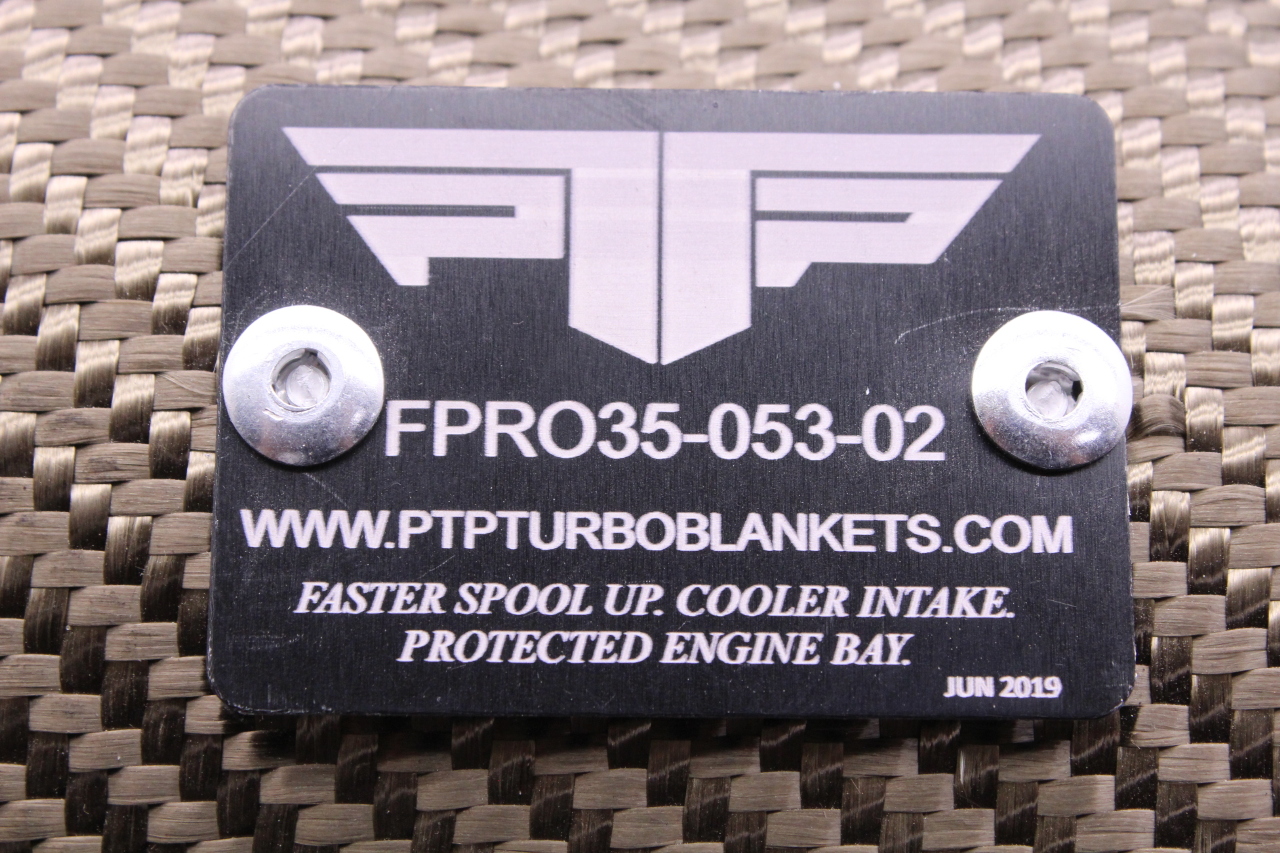 PTP
FPRO35-053-02
WWW.PTPTURBOBLANKETS.COM
FASTER SPOOL UP. COOLER INTAKE.
PROTECTED ENGINE BAY.
JUN 2019